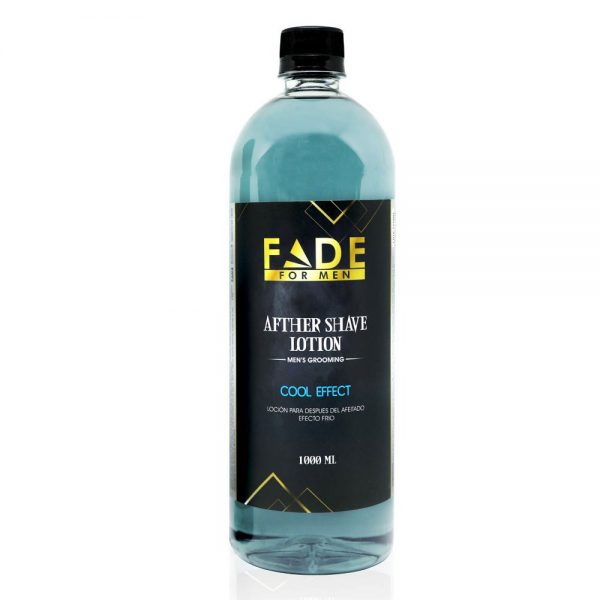 FADE
FOR MEN
AFTHER SHAVE
LOTION
MEN'S GROOMING
COOL EFFECT
LOCIÓN PARA DESPUES DEL AFEITADO
EFECTO FRIO
1000 ML